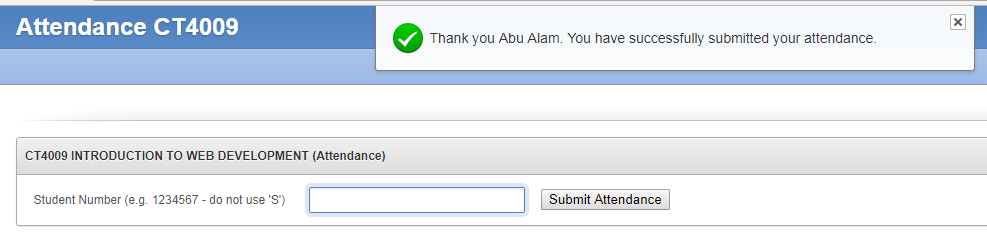 Attendance CT4009
Thank you Abu Alam. You have successfully submitted your attendance.
CT4009 INTRODUCTION TO WEB DEVELOPMENT (Attendance)
Student Number (e.g. 1234567 - do not use 'S') Submit Attendance